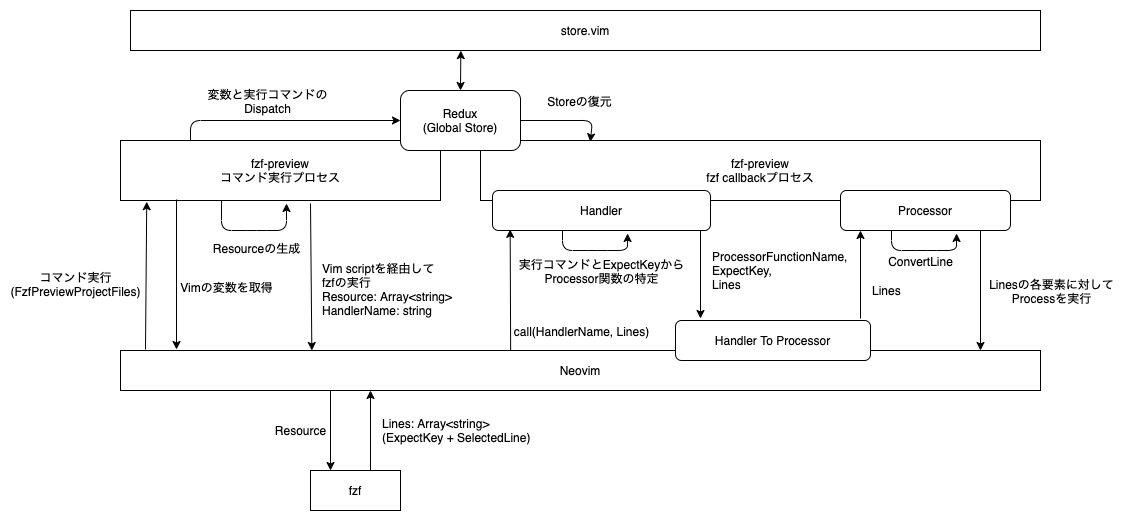 store.vim
変数と実行コマンドの
Dispatch
Redux
(Global Store)
Storeの復元
fzf-preview
コマンド実行プロセス
fzf-preview
fzf callbackプロセス
Handler
Processor
Resourceの生成
実行コマンドとExpectKeyから
Processor関数の特定
ConvertLine
コマンド実行
(FzfPreviewProjectFiles)
Vimの変数を取得
Vim scriptを経由して
fzfの実行
Resource: Array<string>
HandlerName: string
call(HandlerName, Lines)
ProcessorFunctionName,
ExpectKey,
Lines
Lines
Linesの各要素に対して
Processを実行
Handler To Processor
Neovim
Resource
Lines: Array<string>
(ExpectKey + SelectedLine)
fzf